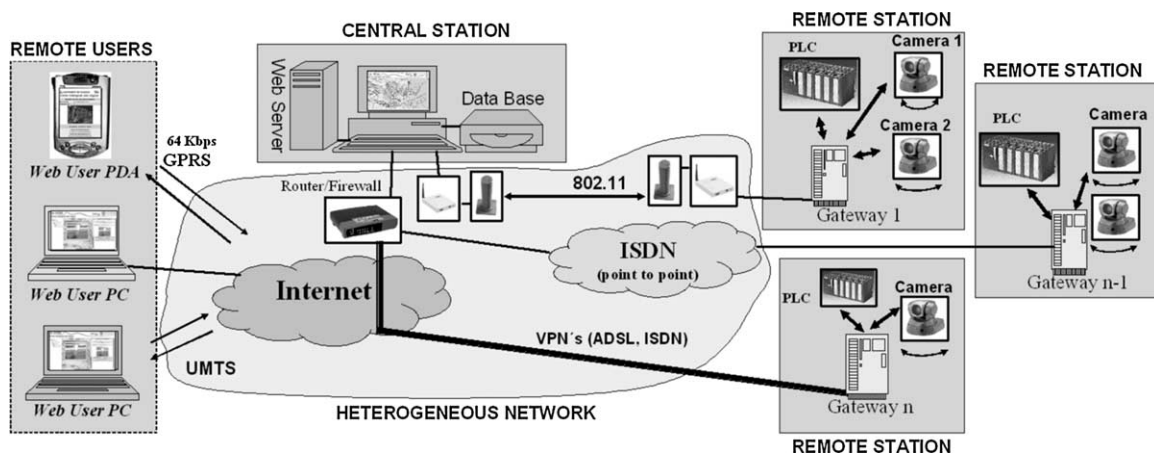 REMOTE USERS
Web User PDA
Web User PC
Web User PC
64 Kbps
GPRS
UMTS
CENTRAL STATION
Web Server
Data Base
Router/Firewall
802.11
Internet
ISDN
(point to point)
VPN´s (ADSL, ISDN)
HETEROGENEOUS NETWORK
REMOTE STATION
PLC
Camera 1
Camera 2
Gateway 1
REMOTE STATION
PLC
Camera
Gateway n-1
PLC
Camera
Gateway n
REMOTE STATION